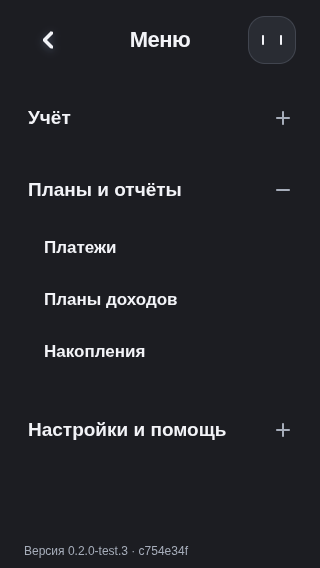 Меню
Учёт
Планы и отчёты
Платежи
Планы доходов
Накопления
Настройки и помощь
Версия 0.2.0-test.3 · c754e34f